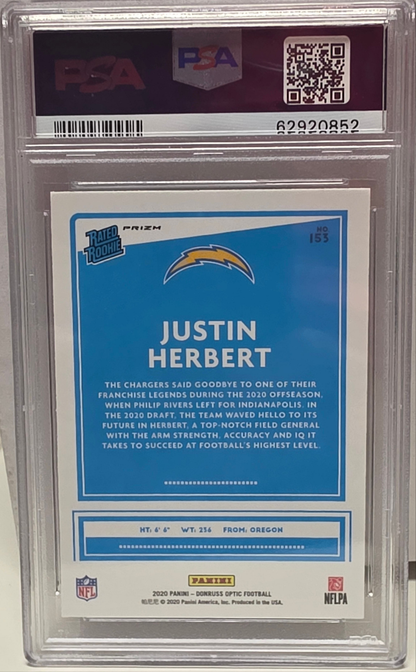 PSA
PSA
62920852
RATED ROOKIE
PRIZM
NO.
153
JUSTIN
HERBERT
THE CHARGERS SAID GOODBYE TO ONE OF THEIR
FRANCHISE LEGENDS DURING THE 2020 OFFSEASON,
WHEN PHILIP RIVERS LEFT FOR INDIANAPOLIS. IN
THE 2020 DRAFT, THE TEAM WAVED HELLO TO ITS
FUTURE IN HERBERT, A TOP-NOTCH FIELD GENERAL
WITH THE ARM STRENGTH, ACCURACY AND IQ IT
TAKES TO SUCCEED AT FOOTBALL'S HIGHEST LEVEL.
HT: 6' 6" WT: 236 FROM: OREGON
PANINI
NFL
2020 PANINI – DONRUSS OPTIC FOOTBALL
© 2020 Panini America, Inc. Produced in the USA.
NFLPA